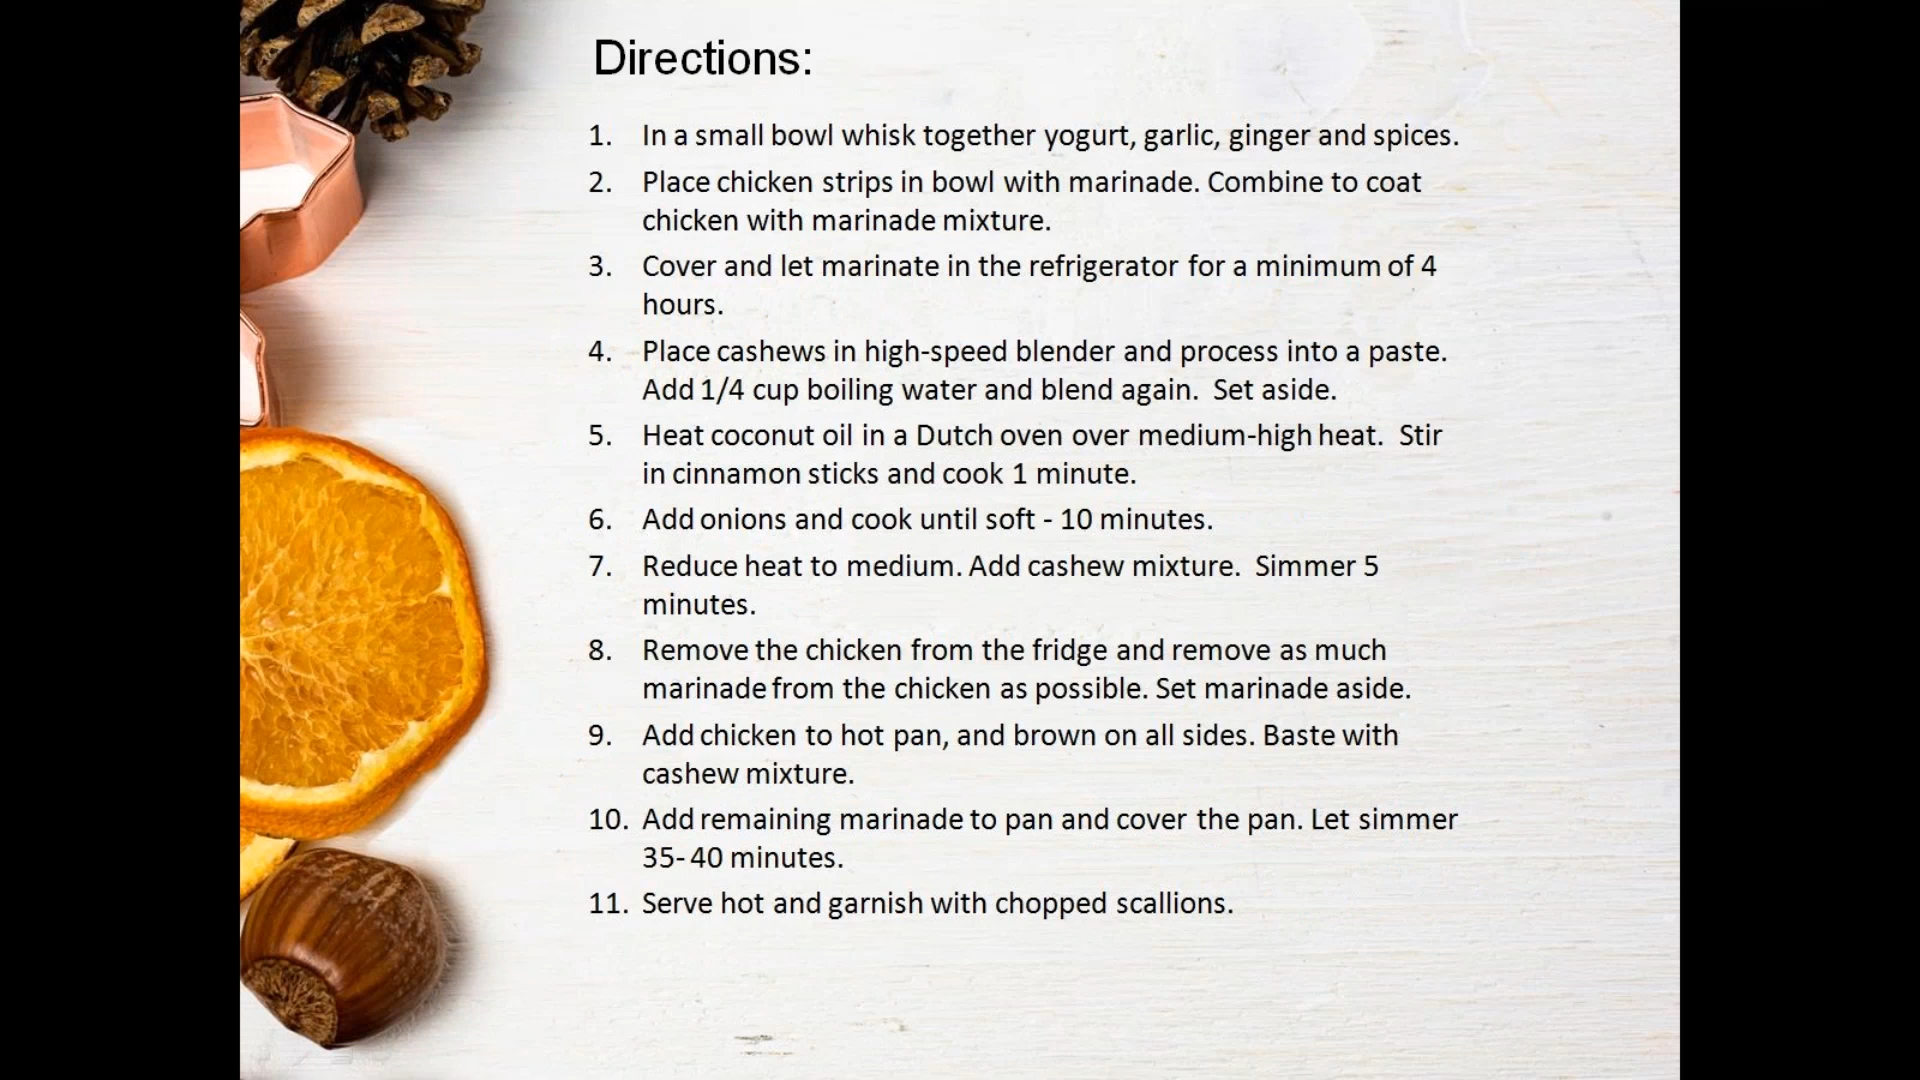 Directions:
1. In a small bowl whisk together yogurt, garlic, ginger and spices.
2. Place chicken strips in bowl with marinade. Combine to coat
chicken with marinade mixture.
3. Cover and let marinate in the refrigerator for a minimum of 4
hours.
4. Place cashews in high-speed blender and process into a paste.
Add 1/4 cup boiling water and blend again.  Set aside.
5. Heat coconut oil in a Dutch oven over medium-high heat.  Stir
in cinnamon sticks and cook 1 minute.
6. Add onions and cook until soft - 10 minutes.
7. Reduce heat to medium. Add cashew mixture.  Simmer 5
minutes.
8. Remove the chicken from the fridge and remove as much
marinade from the chicken as possible. Set marinade aside.
9. Add chicken to hot pan, and brown on all sides. Baste with
cashew mixture.
10. Add remaining marinade to pan and cover the pan. Let simmer
35- 40 minutes.
11. Serve hot and garnish with chopped scallions.